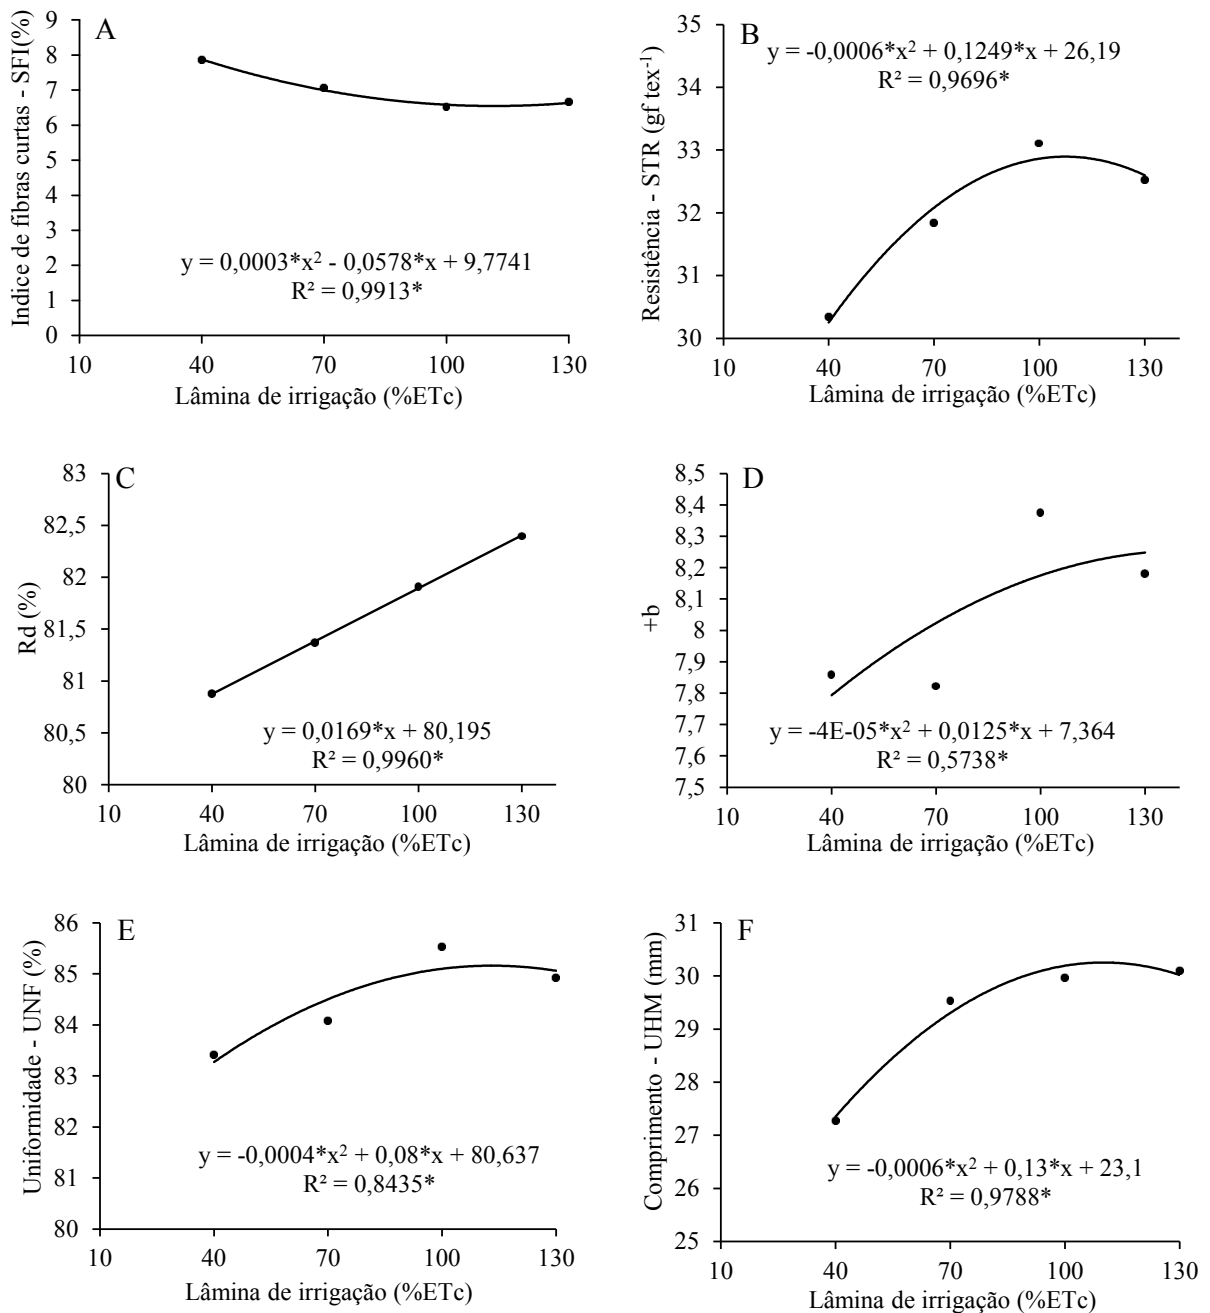 A
Indice de fibras curtas - SFI(%)
9
8
7
6
5
4
3
2
1
0
y = 0,0003*x² - 0,0578*x + 9,7741
R² = 0,9913*
10 40 70 100 130
Lâmina de irrigação (%ETc)
B
Resistência - STR (gf tex⁻¹)
35
34
33
32
31
30
y = -0,0006*x² + 0,1249*x + 26,19
R² = 0,9696*
10 40 70 100 130
Lâmina de irrigação (%ETc)
C
Rd (%)
83
82,5
82
81,5
81
80,5
80
y = 0,0169*x + 80,195
R² = 0,9960*
10 40 70 100 130
Lâmina de irrigação (%ETc)
D
+b
8,5
8,4
8,3
8,2
8,1
8
7,9
7,8
7,7
7,6
7,5
y = -4E-05*x² + 0,0125*x + 7,364
R² = 0,5738*
10 40 70 100 130
Lâmina de irrigação (%ETc)
E
Uniformidade - UNF (%)
86
85
84
83
82
81
80
y = -0,0004*x² + 0,08*x + 80,637
R² = 0,8435*
10 40 70 100 130
Lâmina de irrigação (%ETc)
F
Comprimento - UHM (mm)
31
30
29
28
27
26
25
y = -0,0006*x² + 0,13*x + 23,1
R² = 0,9788*
10 40 70 100 130
Lâmina de irrigação (%ETc)